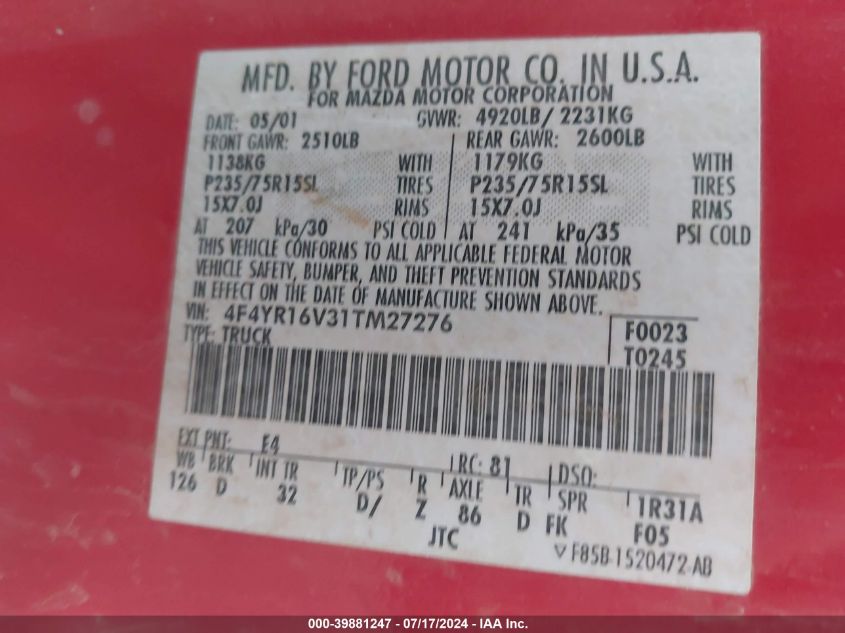 MFD. BY FORD MOTOR CO. IN U.S.A.
FOR MAZDA MOTOR CORPORATION
DATE: 05/01 GVWR: 4920LB/ 2231KG
FRONT GAWR: 2510LB REAR GAWR: 2600LB
1138KG WITH 1179KG WITH
P235/75R15SL TIRES P235/75R15SL TIRES
15X7.0J RIMS 15X7.0J RIMS
AT 207 kPa/30 PSI COLD AT 241 kPa/35 PSI COLD
THIS VEHICLE CONFORMS TO ALL APPLICABLE FEDERAL MOTOR
VEHICLE SAFETY, BUMPER, AND THEFT PREVENTION STANDARDS
IN EFFECT ON THE DATE OF MANUFACTURE SHOWN ABOVE.
VIN: 4F4YR16V31TM27276 F0023
TYPE: TRUCK T0245
EXT PNT: E4 RC: 81 DSO:
WB BRK INT TR TP/PS R AXLE TR SPR 1R31A
126 D 32 D/ Z 86 D FK F05
JTC ▽ F85B-1520472-AB
000-39881247 - 07/17/2024 - IAA Inc.